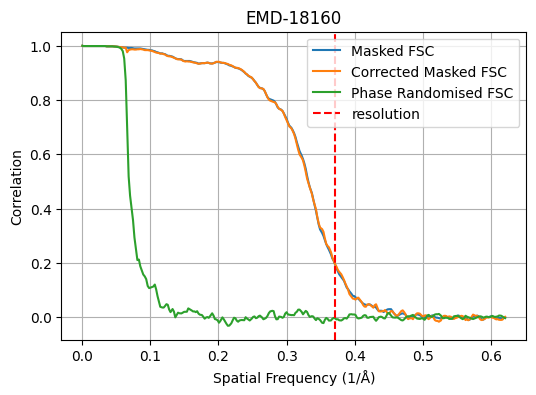 EMD-18160
Masked FSC
Corrected Masked FSC
Phase Randomised FSC
resolution
Correlation
1.0
0.8
0.6
0.4
0.2
0.0
0.0 0.1 0.2 0.3 0.4 0.5 0.6
Spatial Frequency (1/Å)